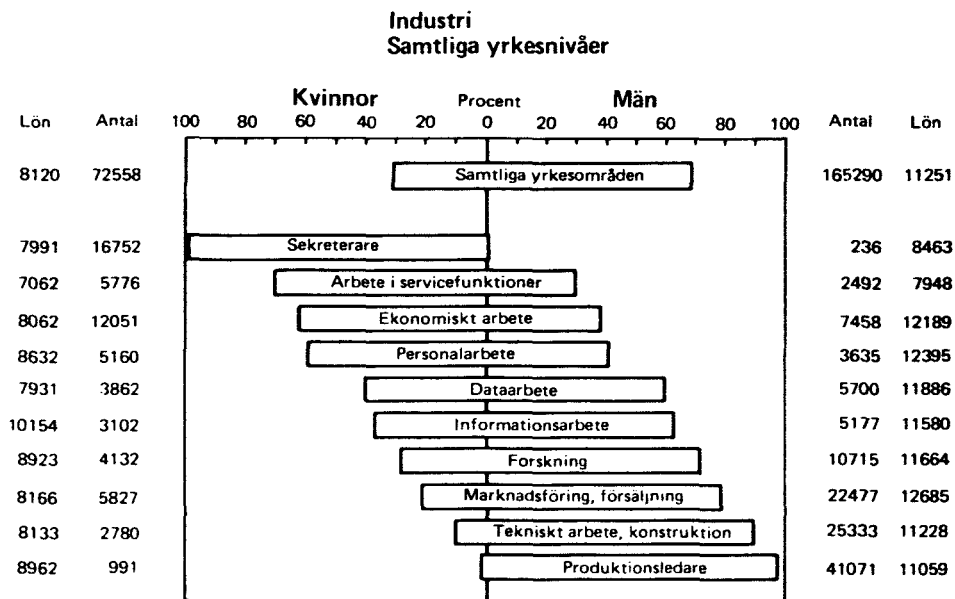 Industri
Samtliga yrkesnivåer
Kvinnor Procent Män
Lön Antal 100 80 60 40 20 0 20 40 60 80 100 Antal Lön
8120 72558 Samtliga yrkesområden 165290 11251
7991 16752 Sekreterare 236 8463
7062 5776 Arbete i servicefunktioner 2492 7948
8062 12051 Ekonomiskt arbete 7458 12189
8632 5160 Personalarbete 3635 12395
7931 3862 Dataarbete 5700 11886
10154 3102 Informationsarbete 5177 11580
8923 4132 Forskning 10715 11664
8166 5827 Marknadsföring, försäljning 22477 12685
8133 2780 Tekniskt arbete, konstruktion 25333 11228
8962 991 Produktionsledare 41071 11059